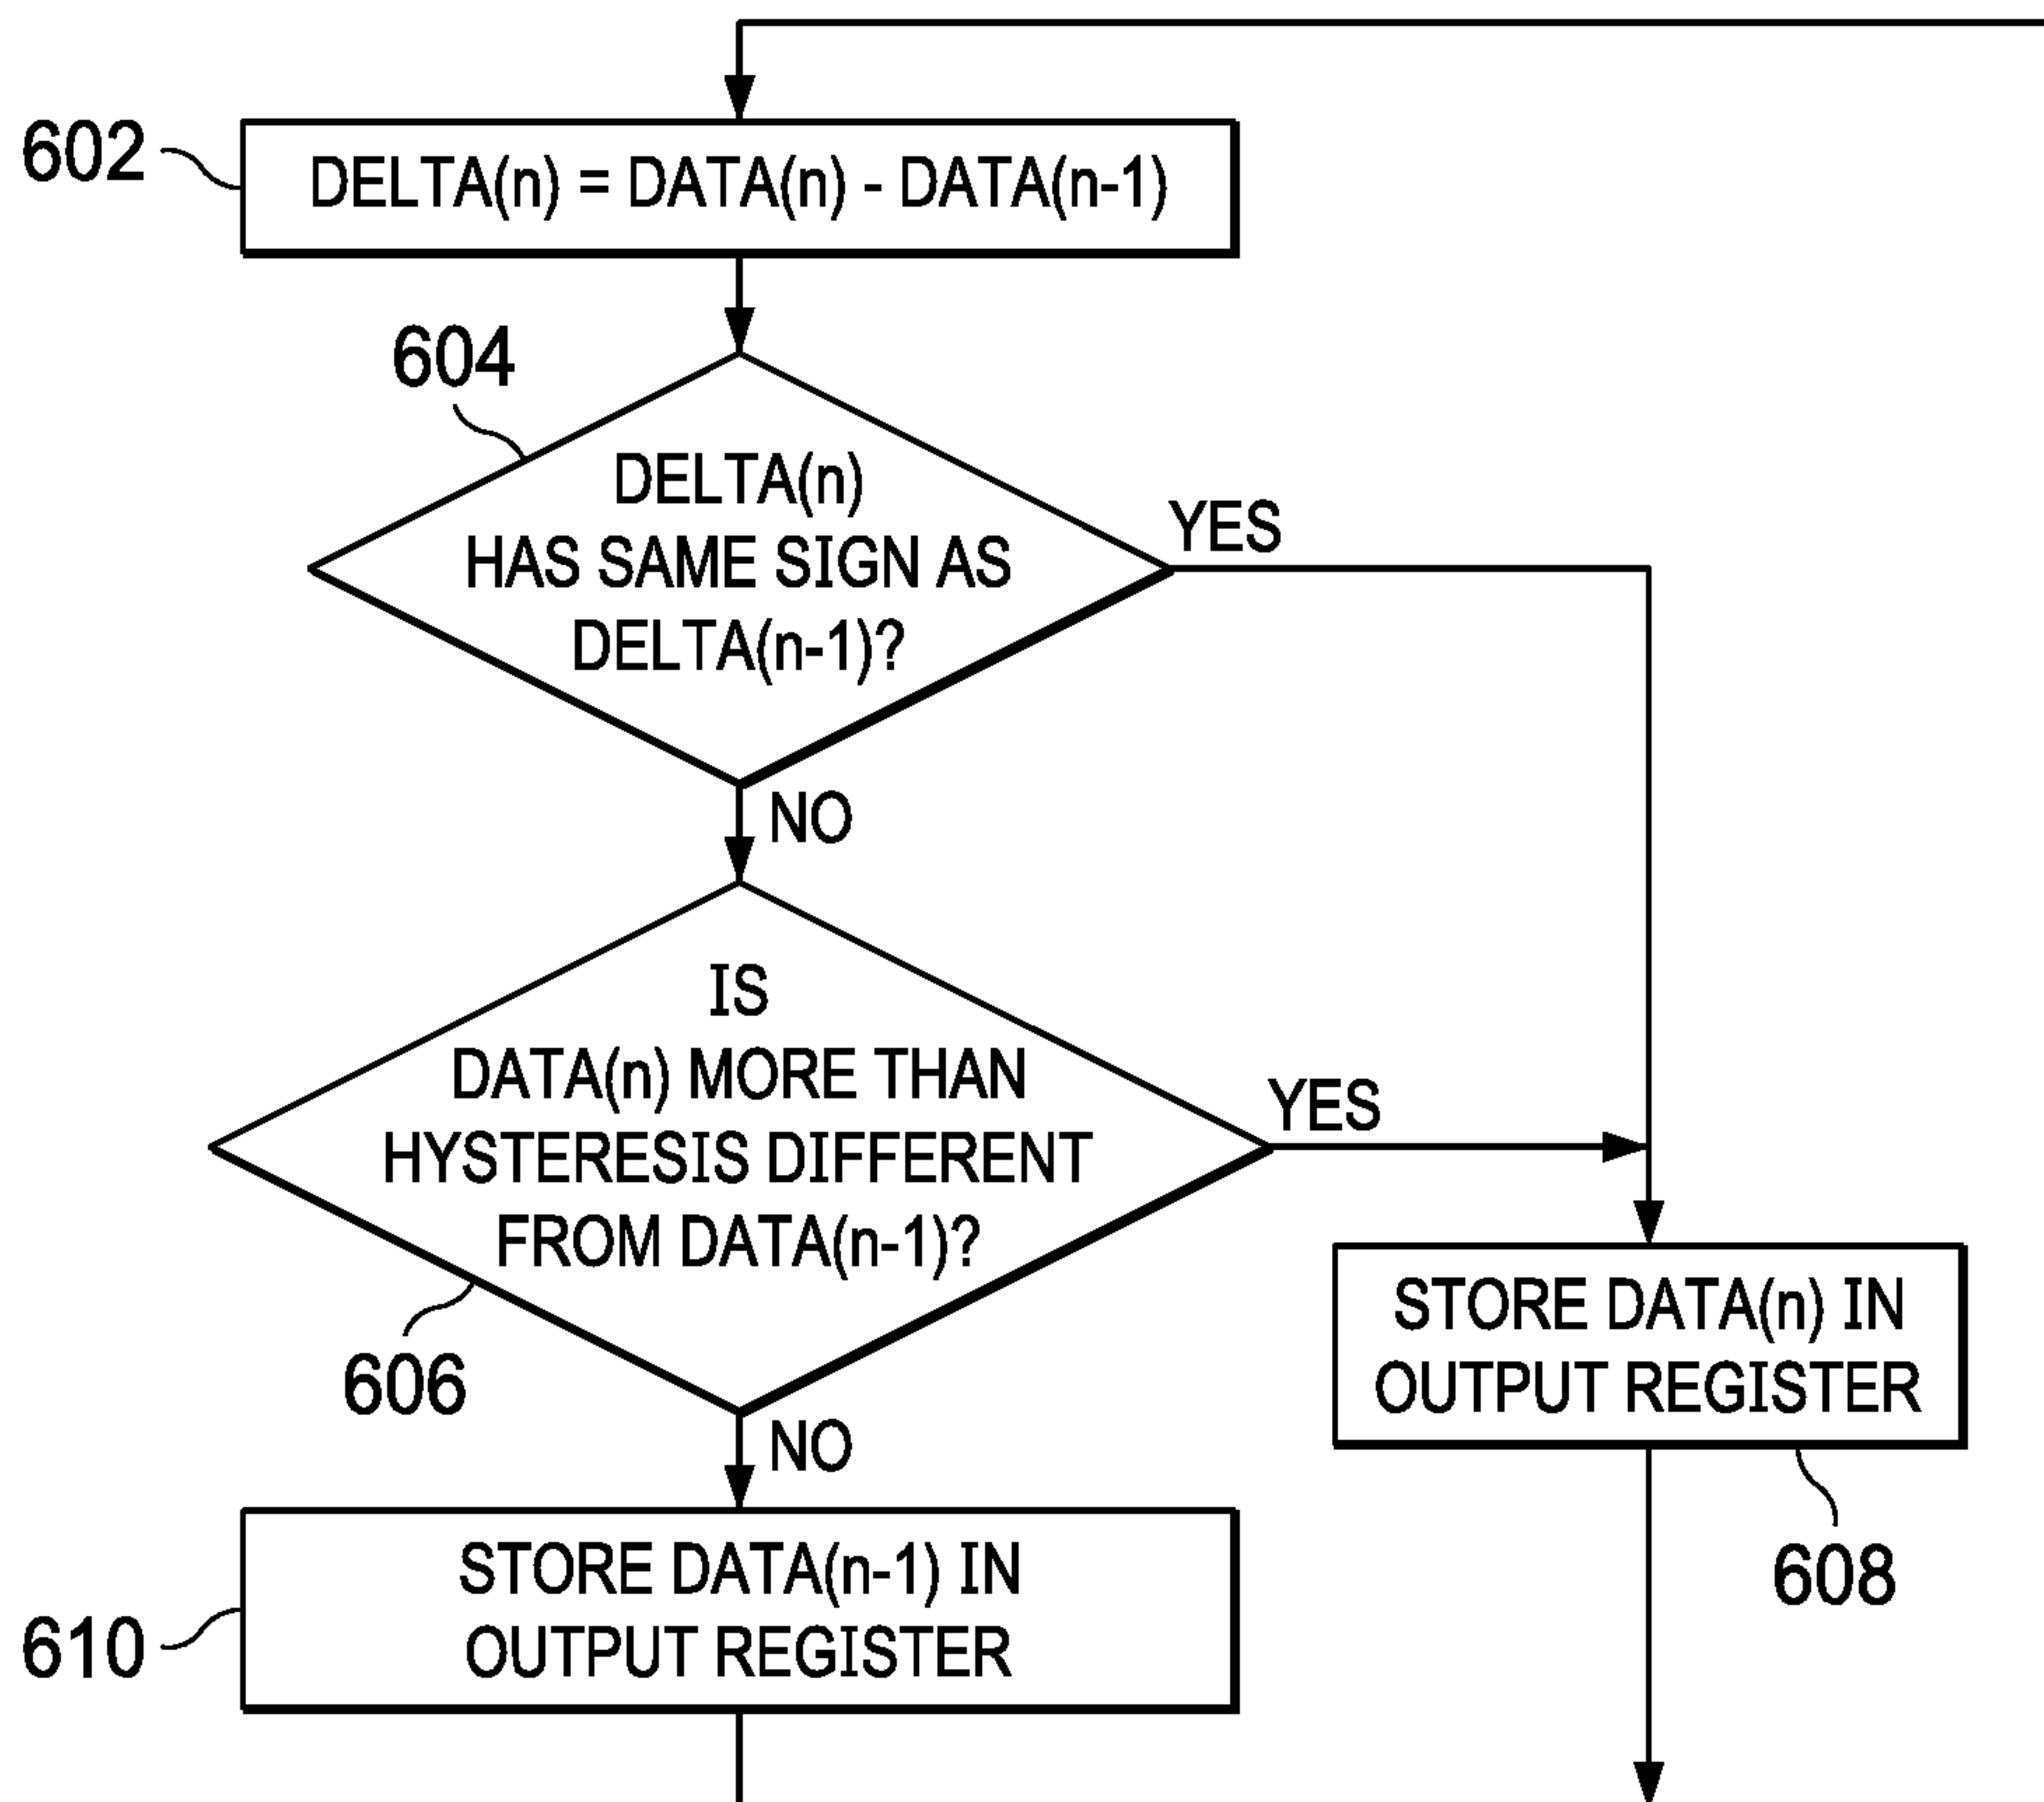 602
DELTA(n) = DATA(n) - DATA(n-1)
604
DELTA(n)
HAS SAME SIGN AS
DELTA(n-1)?
YES
NO
IS
DATA(n) MORE THAN
HYSTERESIS DIFFERENT
FROM DATA(n-1)?
YES
606
NO
STORE DATA(n) IN
OUTPUT REGISTER
608
STORE DATA(n-1) IN
OUTPUT REGISTER
610